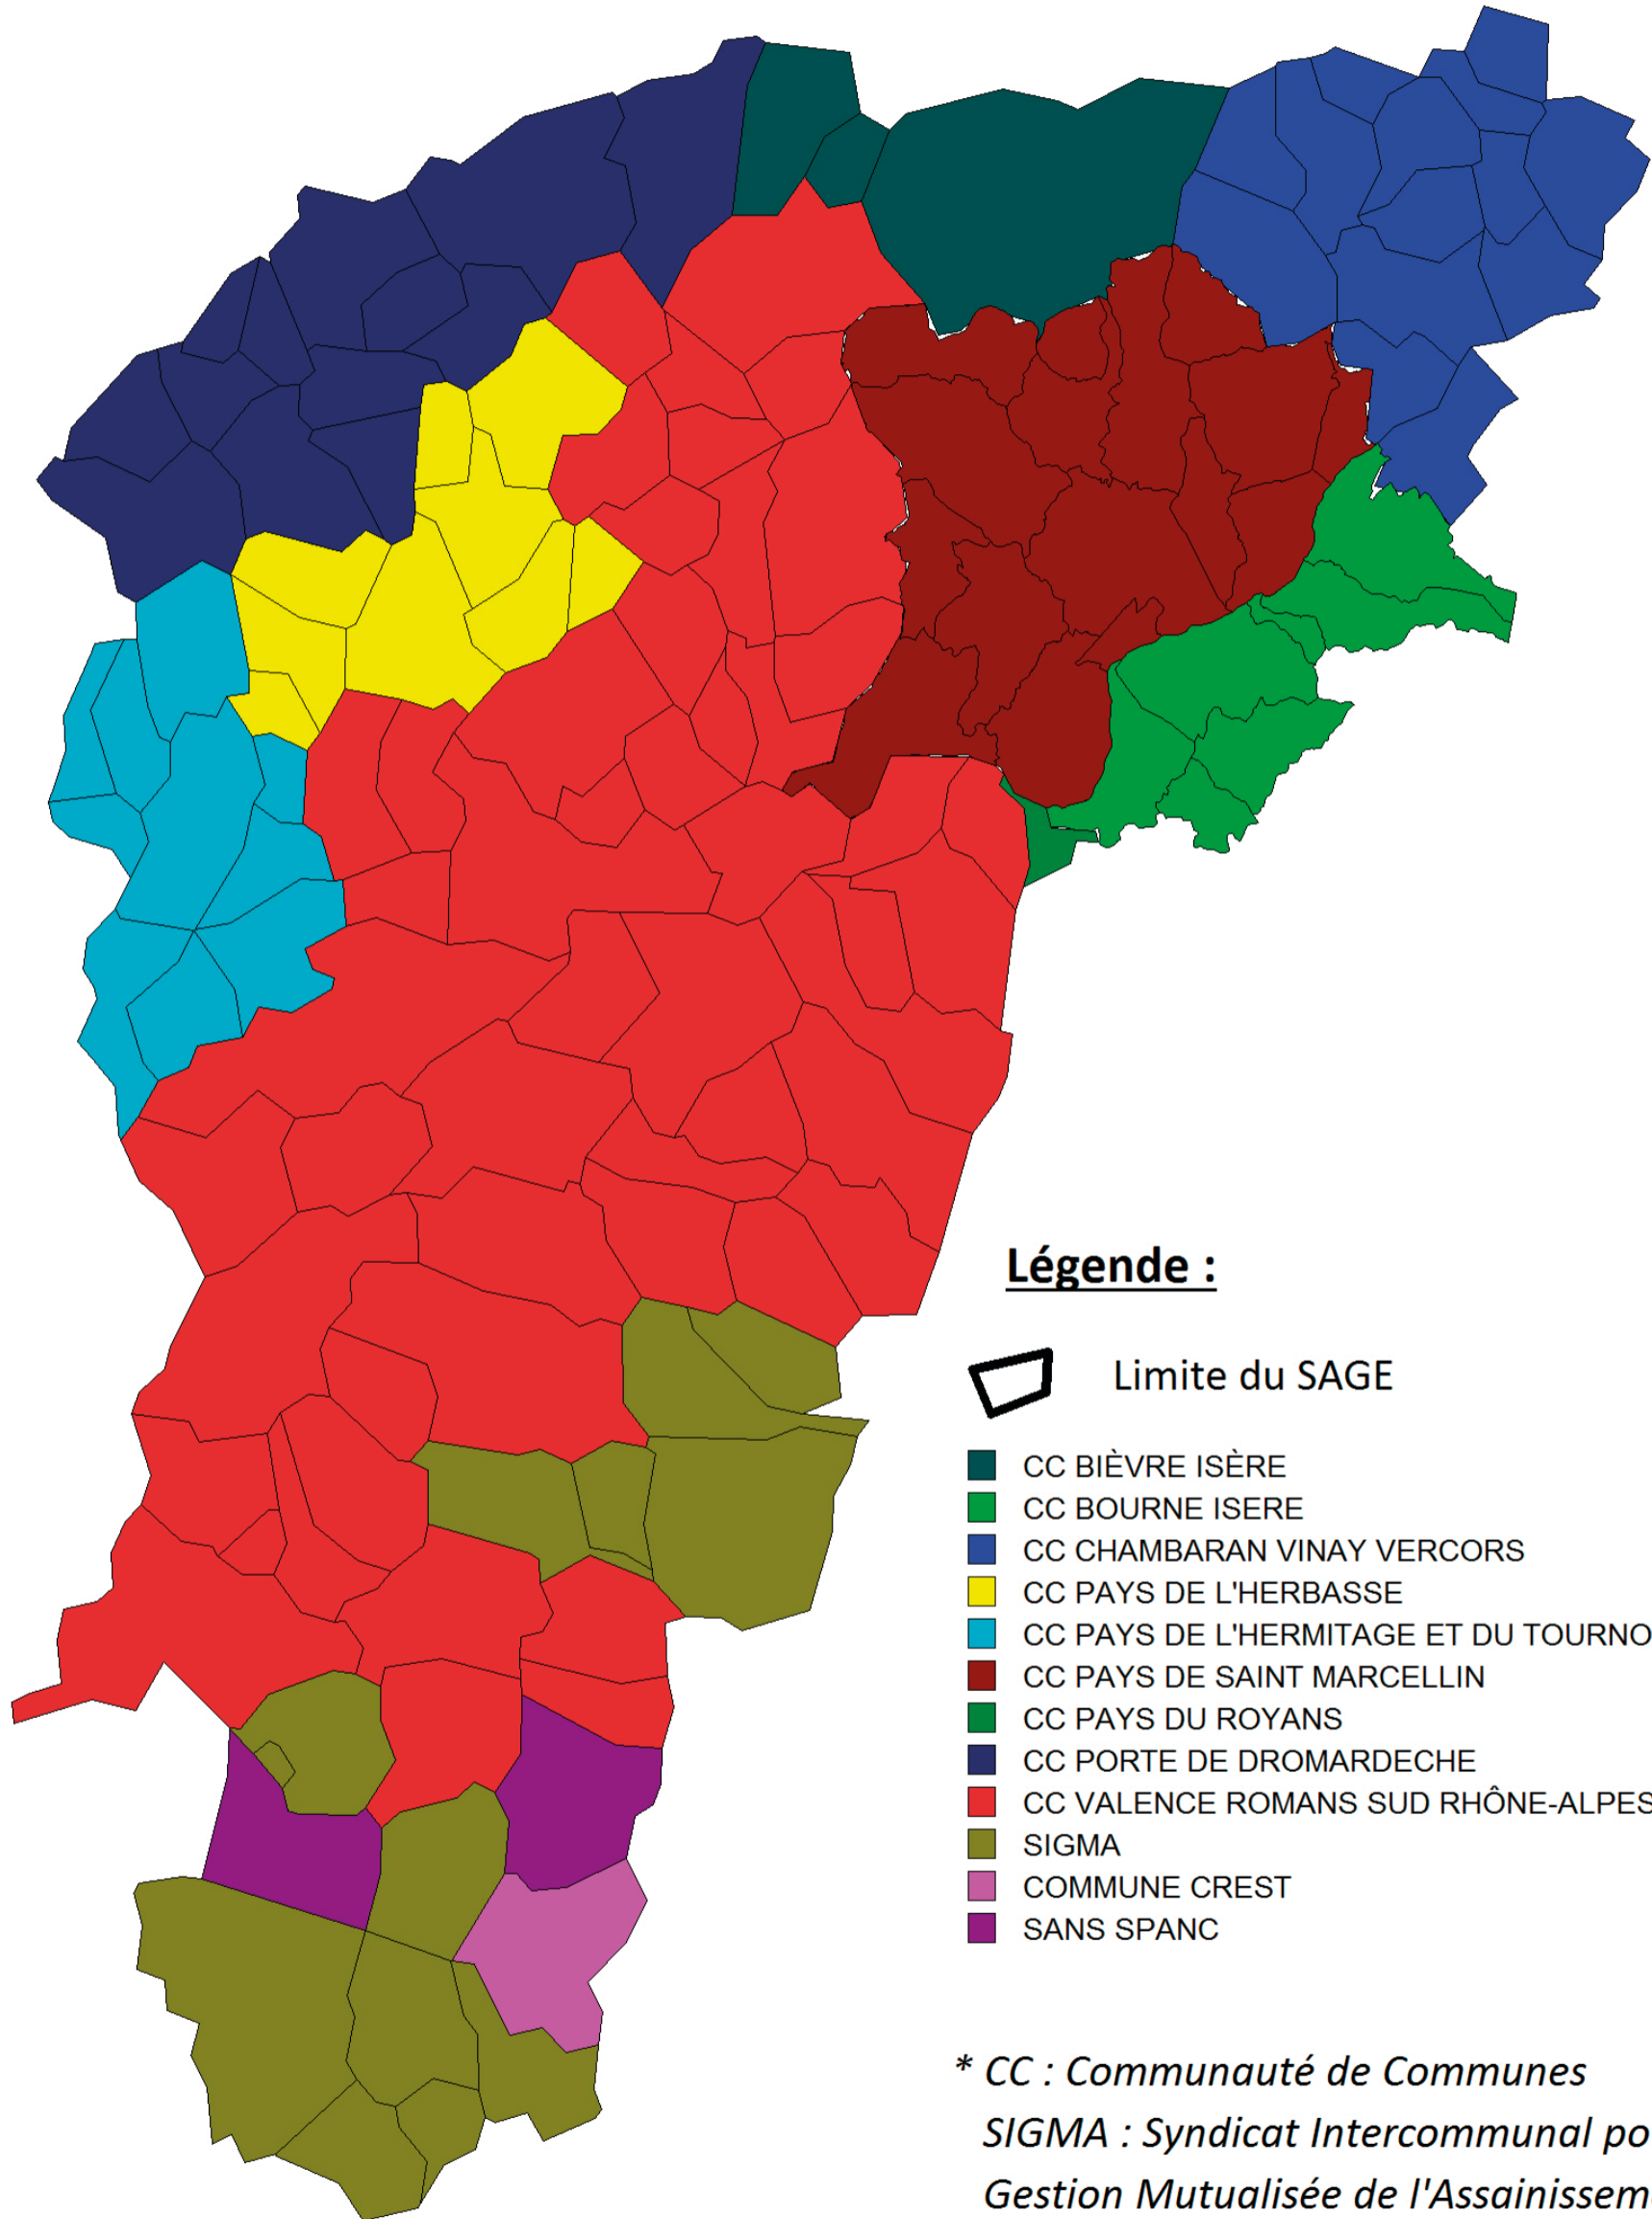 Légende :
Limite du SAGE
CC BIÈVRE ISÈRE
CC BOURNE ISERE
CC CHAMBARAN VINAY VERCORS
CC PAYS DE L'HERBASSE
CC PAYS DE L'HERMITAGE ET DU TOURNO
CC PAYS DE SAINT MARCELLIN
CC PAYS DU ROYANS
CC PORTE DE DROMARDECHE
CC VALENCE ROMANS SUD RHÔNE-ALPES
SIGMA
COMMUNE CREST
SANS SPANC
* CC : Communauté de Communes
SIGMA : Syndicat Intercommunal po
Gestion Mutualisée de l'Assainissem